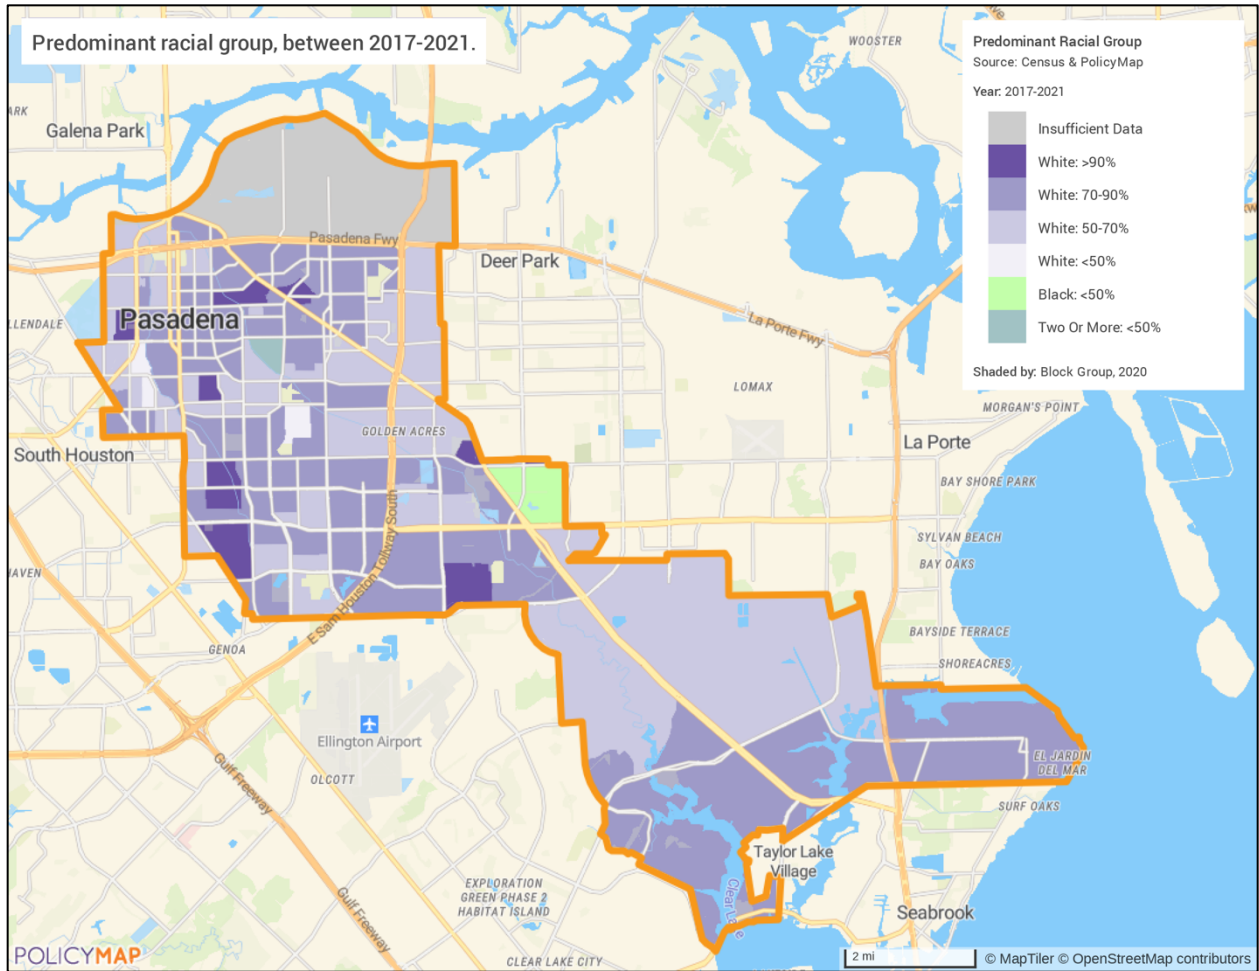 Predominant racial group, between 2017-2021.
Predominant Racial Group
Source: Census & PolicyMap
Year: 2017-2021
Insufficient Data
White: >90%
White: 70-90%
White: 50-70%
White: <50%
Black: <50%
Two Or More: <50%
Shaded by: Block Group, 2020
WOOSTER
ARK
Galena Park
Pasadena Fwy
Deer Park
LLENDALE
Pasadena
La Porte Fwy
LOMAX
MORGAN'S POINT
GOLDEN ACRES
La Porte
South Houston
BAY SHORE PARK
E Sam Houston Tollway South
SYLVAN BEACH
BAY OAKS
HAVEN
BAYSIDE TERRACE
GENOA
SHOREACRES
Ellington Airport
EL JARDIN
DEL MAR
OLCOTT
Gulf Freeway
SURF OAKS
Taylor Lake
Village
EXPLORATION
GREEN PHASE 2
HABITAT ISLAND
Gulf Freeway
Seabrook
POLICYMAP
CLEAR LAKE CITY
2 mi
© MapTiler © OpenStreetMap contributors